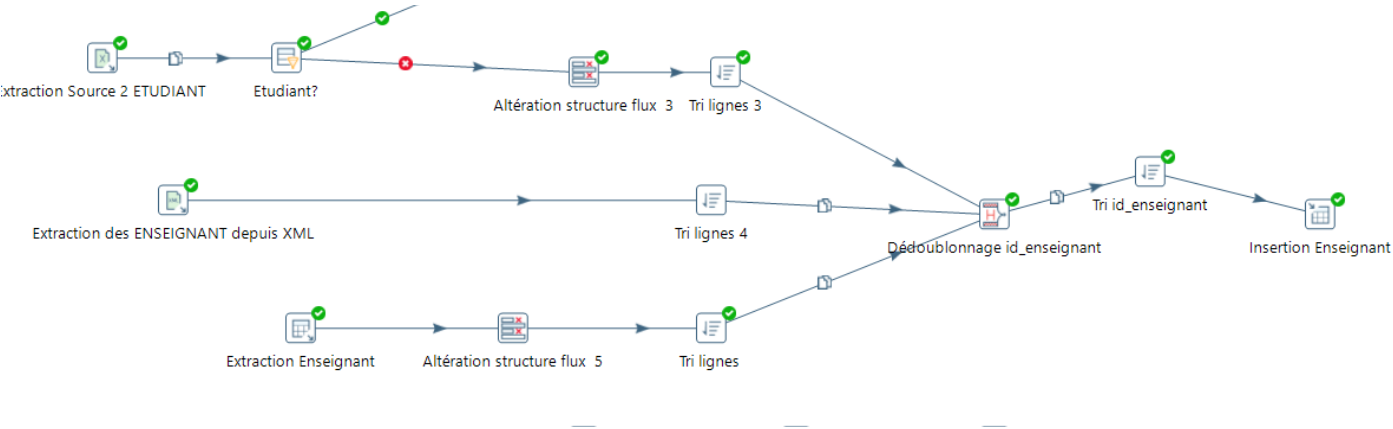 xtraction Source 2 ETUDIANT
Etudiant?
Altération structure flux 3
Tri lignes 3
Extraction des ENSEIGNANT depuis XML
Tri lignes 4
Dédoublonnage id_enseignant
Tri id_enseignant
Insertion Enseignant
Extraction Enseignant
Altération structure flux 5
Tri lignes